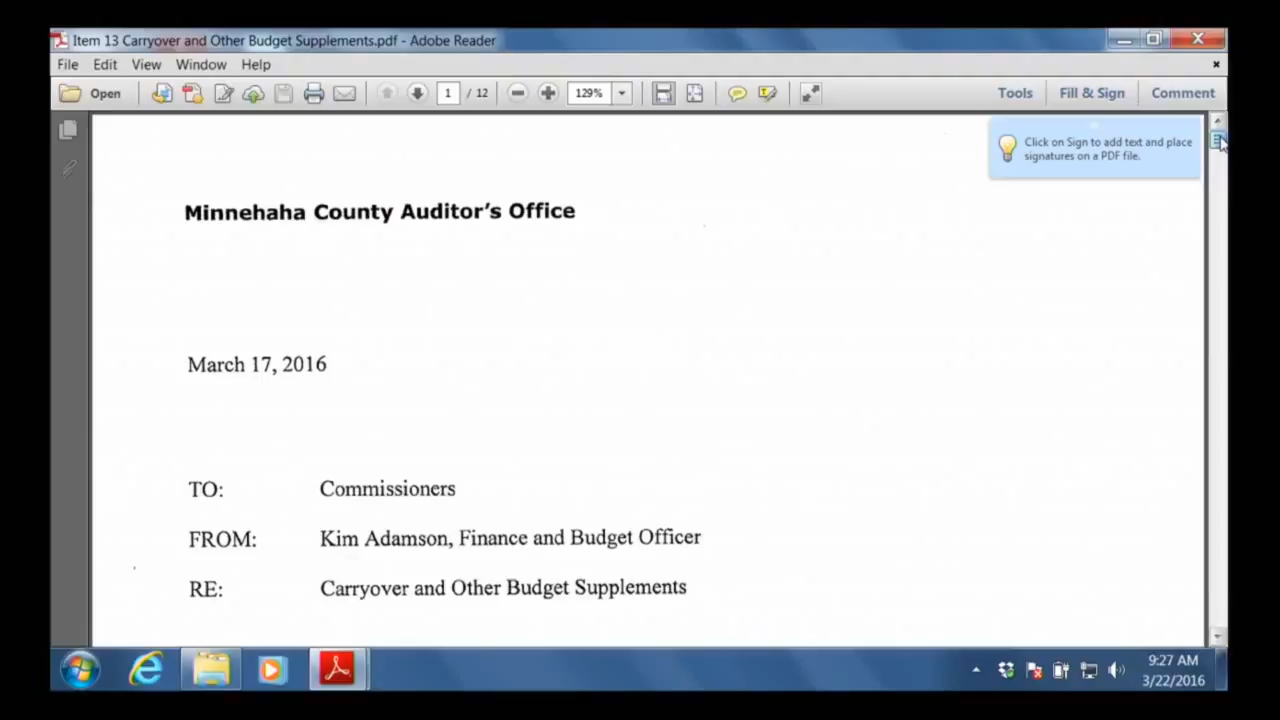 Item 13 Carryover and Other Budget Supplements.pdf - Adobe Reader
File Edit View Window Help
Open 1 / 12 129% Tools Fill & Sign Comment
Click on Sign to add text and place
signatures on a PDF file.
Minnehaha County Auditor's Office
March 17, 2016
TO: Commissioners
FROM: Kim Adamson, Finance and Budget Officer
RE: Carryover and Other Budget Supplements
9:27 AM
3/22/2016